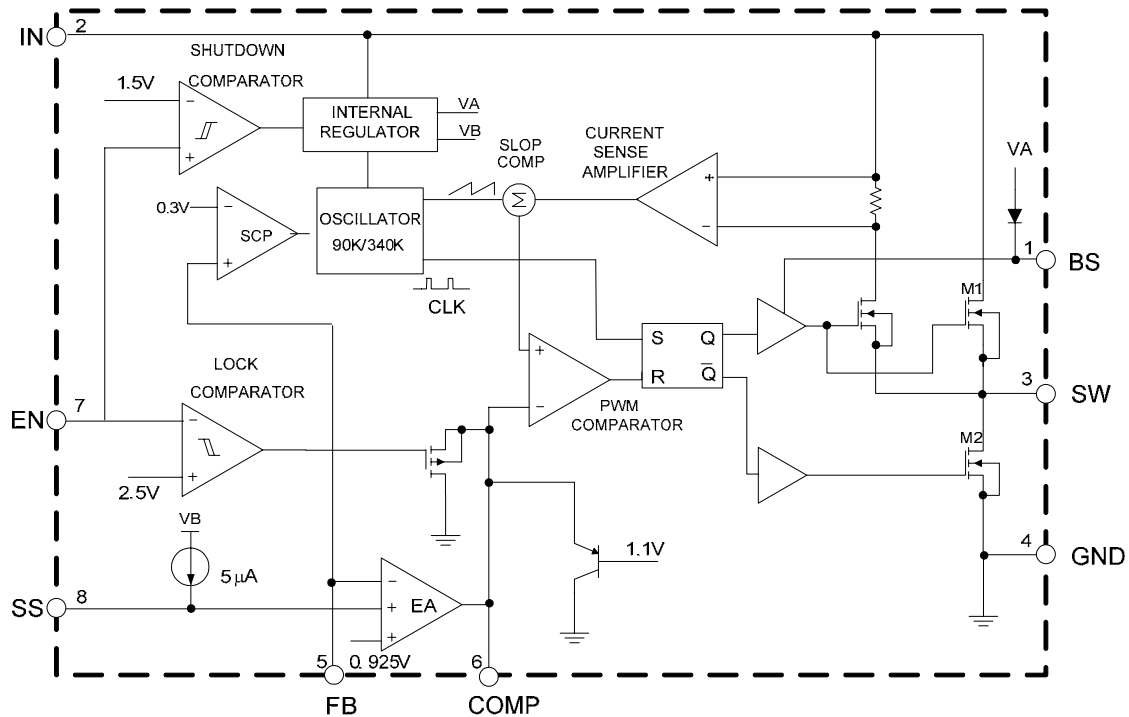 2
IN
SHUTDOWN
COMPARATOR
1.5V
−
+
INTERNAL
REGULATOR
VA
VB
SLOP
COMP
CURRENT
SENSE
AMPLIFIER
VA
Σ
+
−
0.3V
−
SCP
+
OSCILLATOR
90K/340K
CLK
1
BS
M1
S
Q
R
Q̅
+
−
PWM
COMPARATOR
3
SW
LOCK
COMPARATOR
7
EN
−
+
2.5V
M2
VB
5µA
1.1V
4
GND
8
SS
−
EA
+
+
0.925V
5
6
FB
COMP